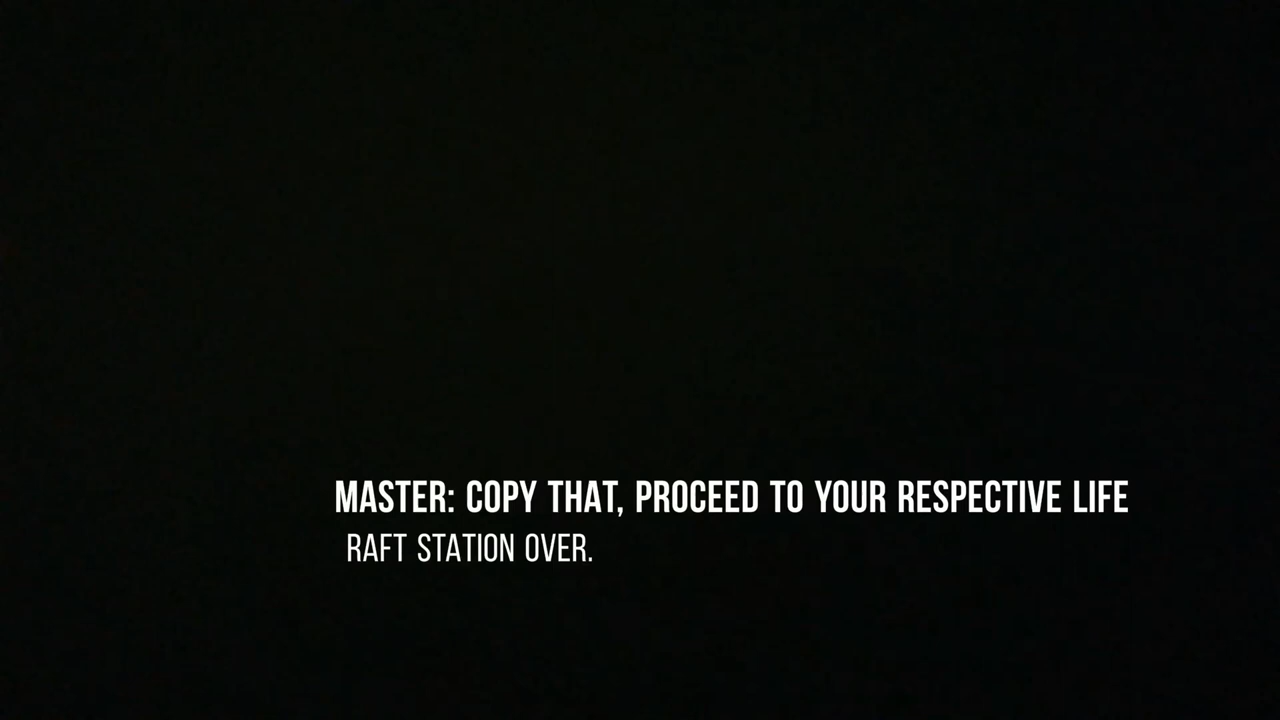 MASTER: COPY THAT, PROCEED TO YOUR RESPECTIVE LIFE
RAFT STATION OVER.